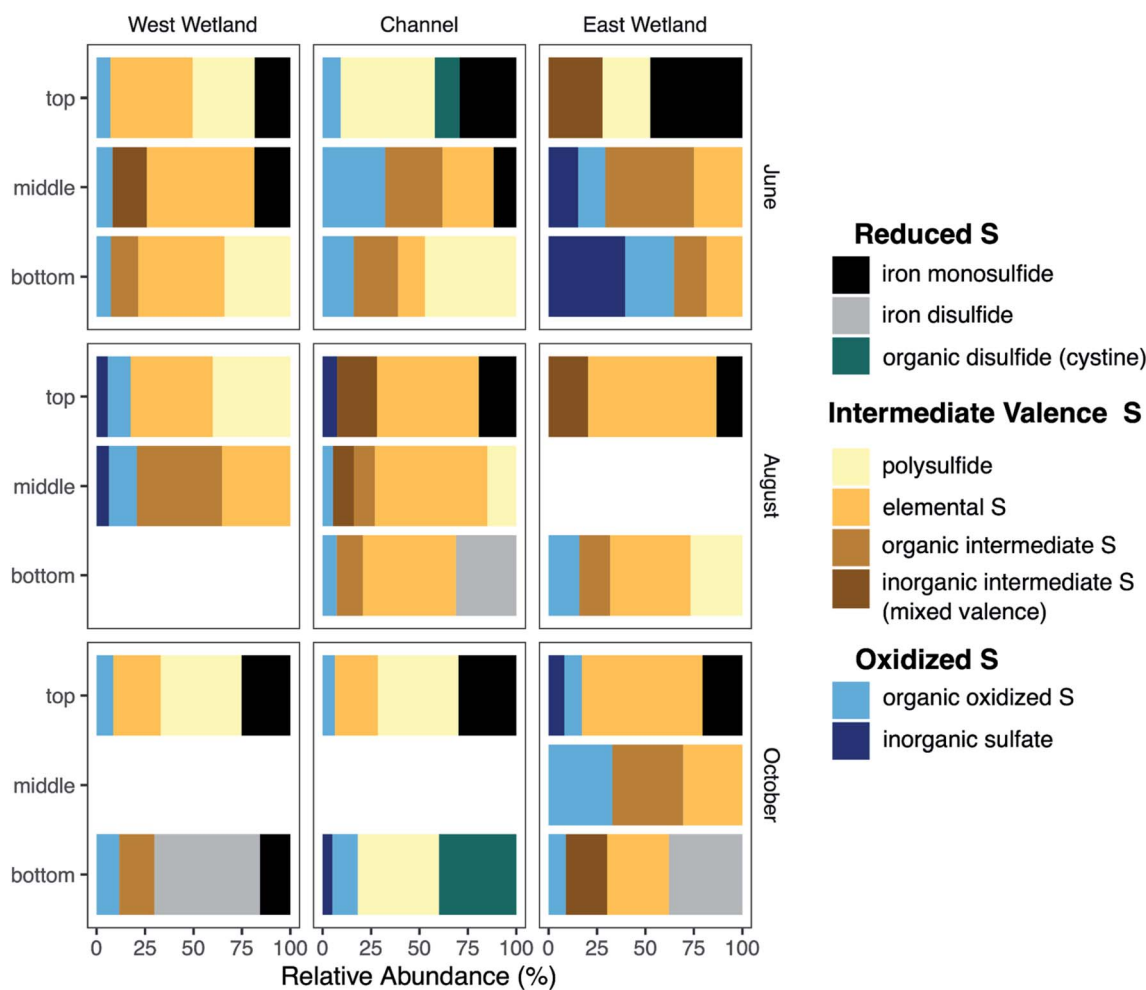 West Wetland
Channel
East Wetland
top
middle
bottom
June
top
middle
bottom
August
top
middle
bottom
October
0 25 50 75 100
0 25 50 75 100
0 25 50 75 100
Relative Abundance (%)
Reduced S
iron monosulfide
iron disulfide
organic disulfide (cystine)
Intermediate Valence S
polysulfide
elemental S
organic intermediate S
inorganic intermediate S
(mixed valence)
Oxidized S
organic oxidized S
inorganic sulfate